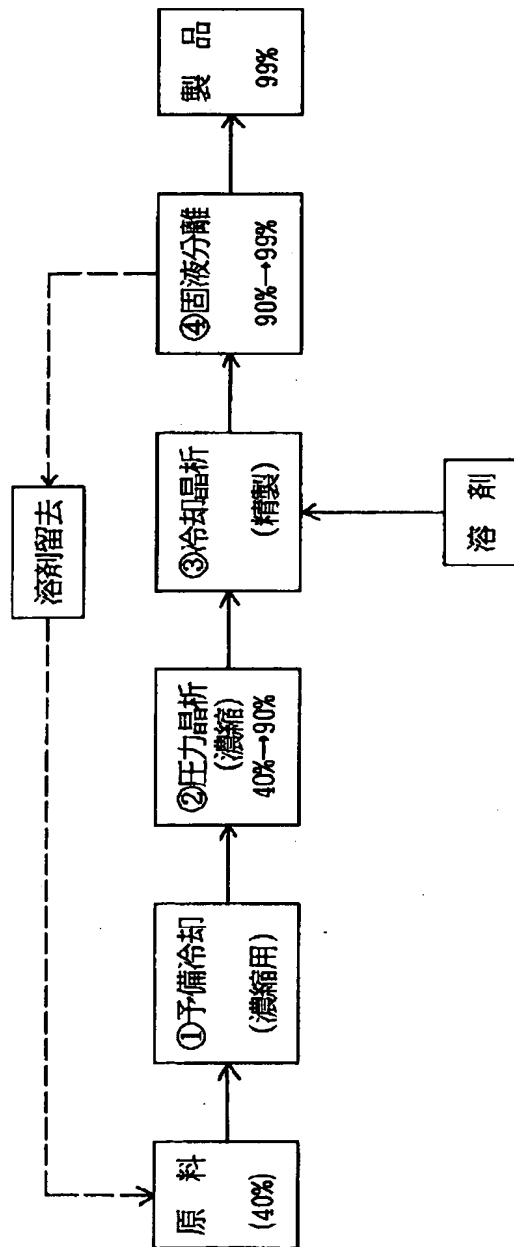 原料
(40%)
①予備冷却
(濃縮用)
②圧力晶析
(濃縮)
40%→90%
③冷却晶析
(精製)
④固液分離
90%→99%
製品
99%
溶剤留去
溶剤